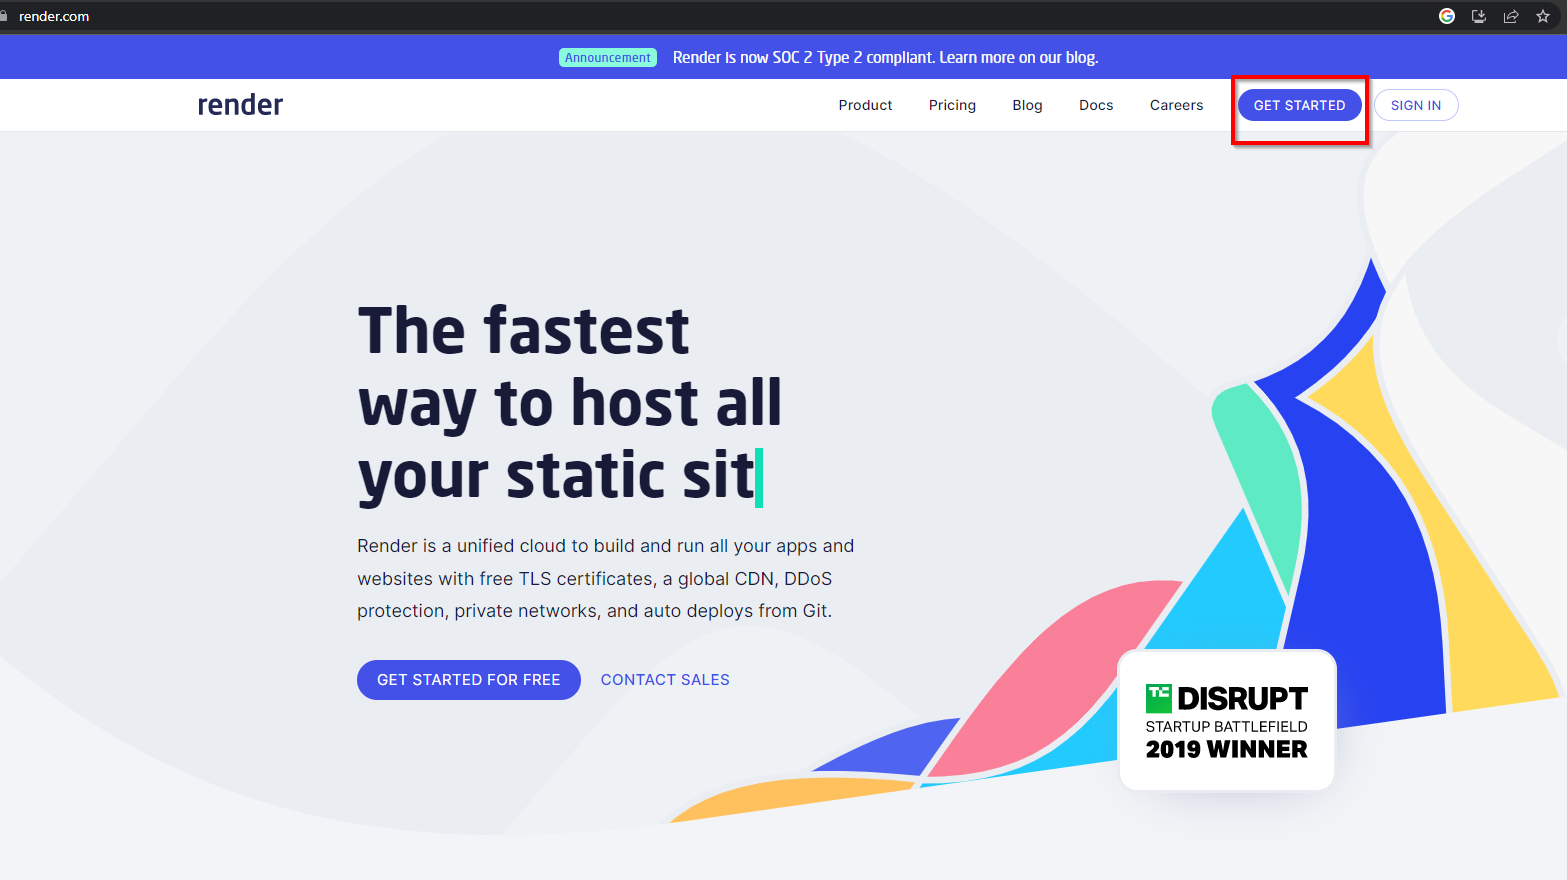 render.com
Announcement Render is now SOC 2 Type 2 compliant. Learn more on our blog.
render Product Pricing Blog Docs Careers GET STARTED SIGN IN
The fastest
way to host all
your static sit
Render is a unified cloud to build and run all your apps and
websites with free TLS certificates, a global CDN, DDoS
protection, private networks, and auto deploys from Git.
GET STARTED FOR FREE CONTACT SALES
TC DISRUPT
STARTUP BATTLEFIELD
2019 WINNER